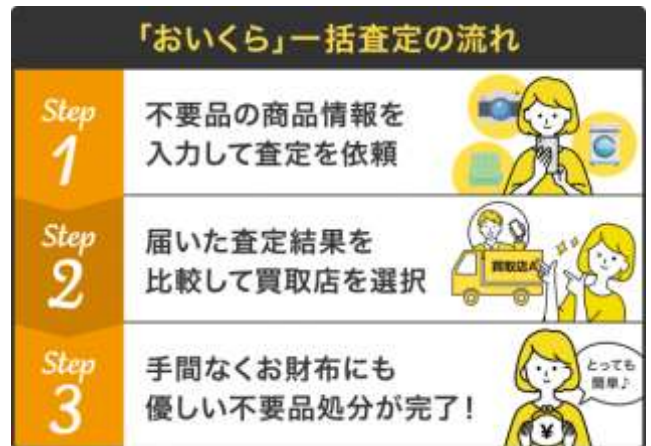 「おいくら」一括査定の流れ
Step
1
不要品の商品情報を
入力して査定を依頼
Step
2
届いた査定結果を
比較して買取店を選択
買取店A
Step
3
手間なくお財布にも
優しい不要品処分が完了!
とっても
簡単♪
¥